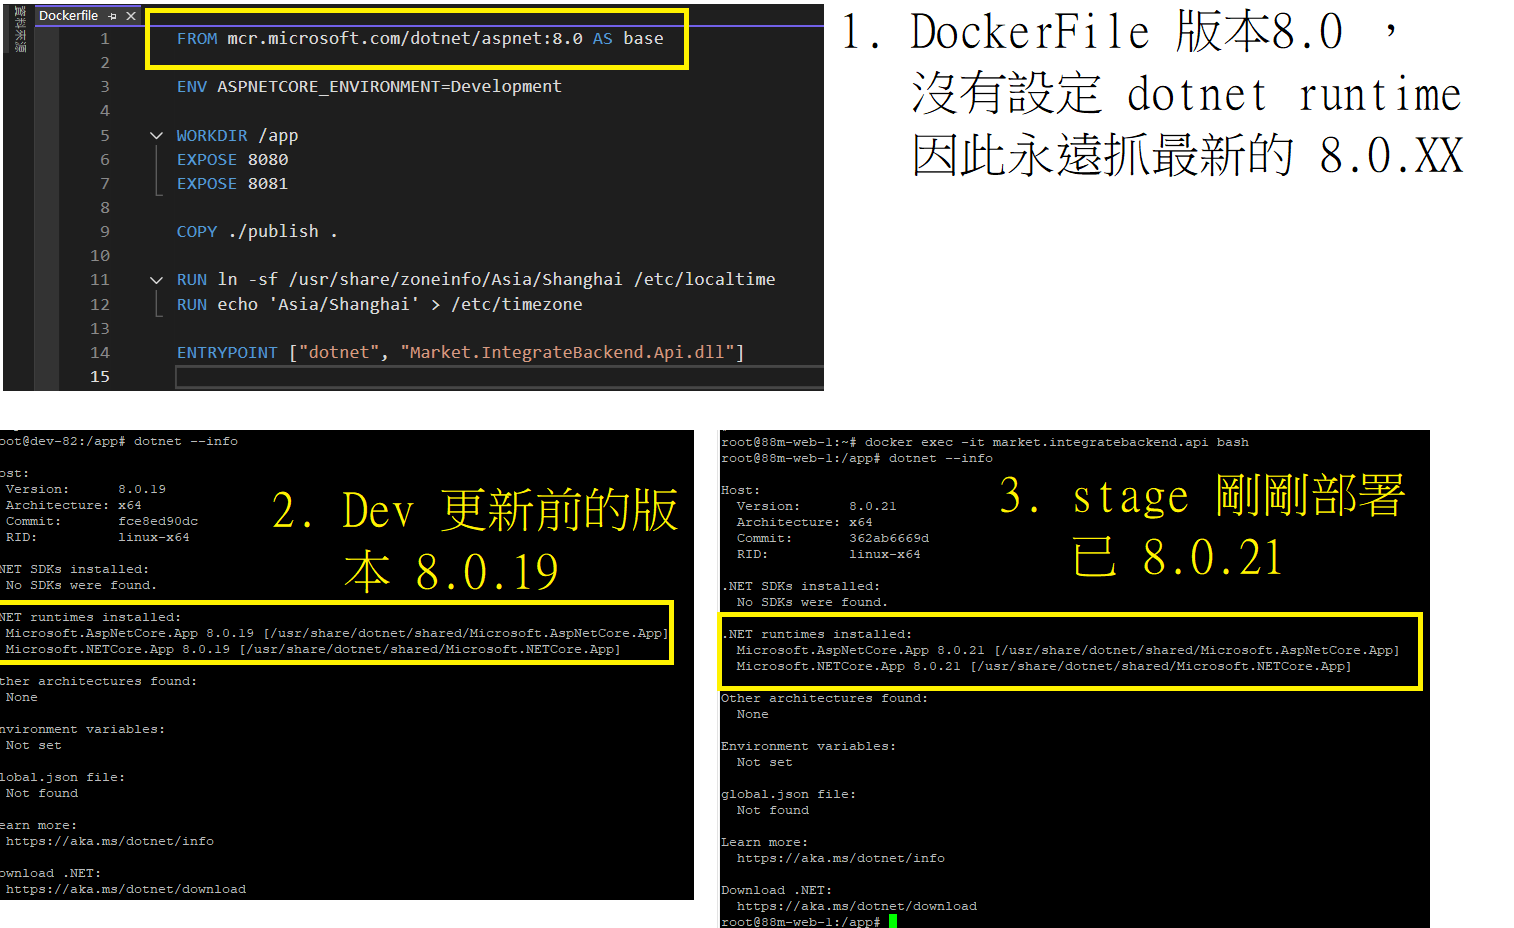 資料來源
Dockerfile
1 FROM mcr.microsoft.com/dotnet/aspnet:8.0 AS base
2
3 ENV ASPNETCORE_ENVIRONMENT=Development
4
5 WORKDIR /app
6 EXPOSE 8080
7 EXPOSE 8081
8
9 COPY ./publish .
10
11 RUN ln -sf /usr/share/zoneinfo/Asia/Shanghai /etc/localtime
12 RUN echo 'Asia/Shanghai' > /etc/timezone
13
14 ENTRYPOINT ["dotnet", "Market.IntegrateBackend.Api.dll"]
15
1. DockerFile 版本8.0 ，
沒有設定 dotnet runtime
因此永遠抓最新的 8.0.XX
oot@dev-82:/app# dotnet --info
ost:
Version: 8.0.19
Architecture: x64
Commit: fce8ed90dc
RID: linux-x64
NET SDKs installed:
No SDKs were found.
NET runtimes installed:
Microsoft.AspNetCore.App 8.0.19 [/usr/share/dotnet/shared/Microsoft.AspNetCore.App]
Microsoft.NETCore.App 8.0.19 [/usr/share/dotnet/shared/Microsoft.NETCore.App]
ther architectures found:
None
nvironment variables:
Not set
lobal.json file:
Not found
earn more:
https://aka.ms/dotnet/info
ownload .NET:
https://aka.ms/dotnet/download
2. Dev 更新前的版
本 8.0.19
root@88m-web-1:~# docker exec -it market.integratebackend.api bash
root@88m-web-1:/app# dotnet --info
Host:
Version: 8.0.21
Architecture: x64
Commit: 362ab6669d
RID: linux-x64
.NET SDKs installed:
No SDKs were found.
.NET runtimes installed:
Microsoft.AspNetCore.App 8.0.21 [/usr/share/dotnet/shared/Microsoft.AspNetCore.App]
Microsoft.NETCore.App 8.0.21 [/usr/share/dotnet/shared/Microsoft.NETCore.App]
Other architectures found:
None
Environment variables:
Not set
global.json file:
Not found
Learn more:
https://aka.ms/dotnet/info
Download .NET:
https://aka.ms/dotnet/download
root@88m-web-1:/app#
3. stage 剛剛部署
已 8.0.21